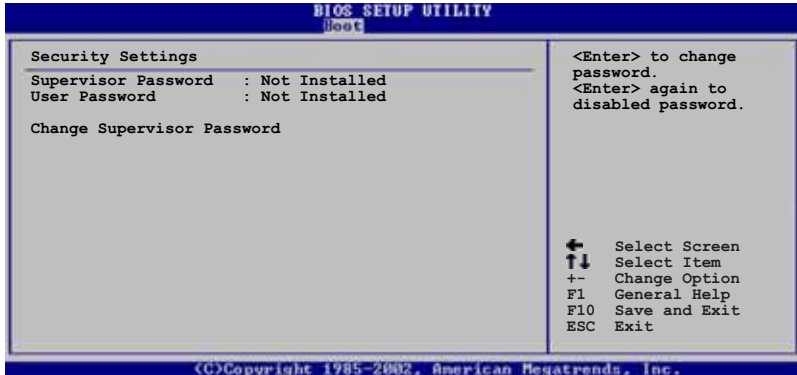 BIOS SETUP UTILITY
Boot
Security Settings
Supervisor Password : Not Installed
User Password : Not Installed
Change Supervisor Password
<Enter> to change
password.
<Enter> again to
disabled password.
← Select Screen
↑↓ Select Item
+- Change Option
F1 General Help
F10 Save and Exit
ESC Exit
(C)Copyright 1985-2002, American Megatrends, Inc.